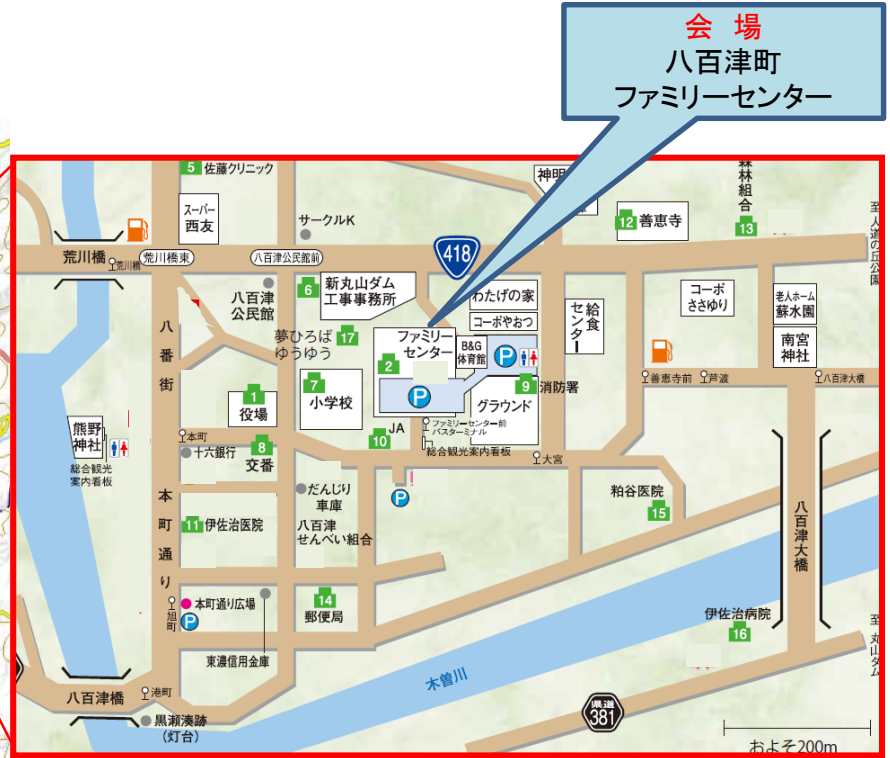 会 場
八百津町
ファミリーセンター
5 佐藤クリニック
スーパー
西友
サークルK
418
神明
12 善恵寺
森林組合
13
至 人道の丘公園
荒川橋
荒川橋
荒川橋東
八百津公民館前
八百津
公民館
6
新丸山ダム
工事事務所
わたげの家
コーポやおつ
給食
センター
コーポ
ささゆり
老人ホーム
蘇水園
南宮
神社
夢ひろば
ゆうゆう
17
ファミリー
センター
2
B&G
体育館
P
P
9 消防署
グラウンド
善恵寺前
芦渡
八百津大橋
八番街
1
役場
7
小学校
熊野
神社
総合観光
案内看板
本町
十六銀行
8
交番
JA
10
ファミリーセンター前
バスターミナル
総合観光案内看板
大宮
P
だんじり
車庫
粕谷医院
15
本町通り
11 伊佐治医院
八百津
せんべい組合
八百津大橋
本町通り広場
P
旭町
14
郵便局
伊佐治病院
16
至 丸山ダム
東濃信用金庫
木曽川
八百津橋
港町
黒瀬湊跡
(灯台)
県道
381
およそ200m